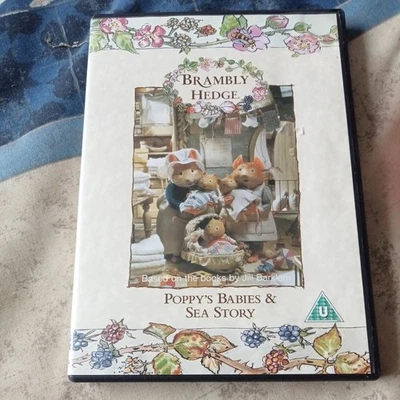 BRAMBLY
HEDGE
Based on the books by Jill Barklem
POPPY'S BABIES &
SEA STORY
U